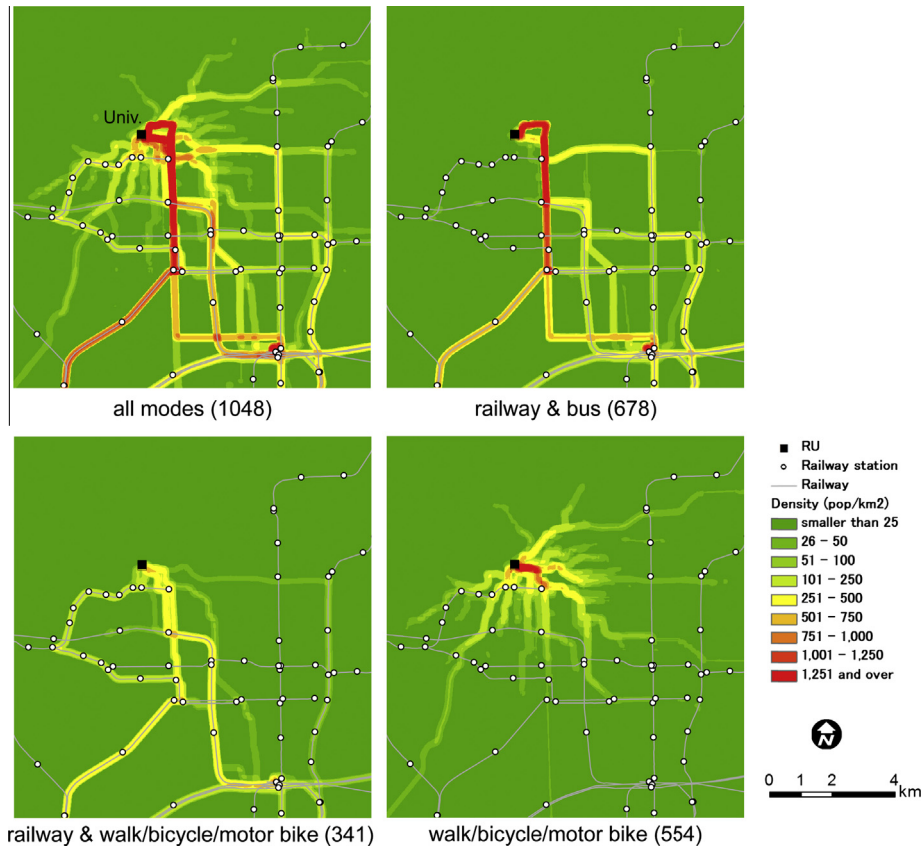 Univ.
all modes (1048)
railway & bus (678)
railway & walk/bicycle/motor bike (341)
walk/bicycle/motor bike (554)
RU
Railway station
Railway
Density (pop/km2)
smaller than 25
26 – 50
51 – 100
101 – 250
251 – 500
501 – 750
751 – 1,000
1,001 – 1,250
1,251 and over
N
0 1 2 4
km